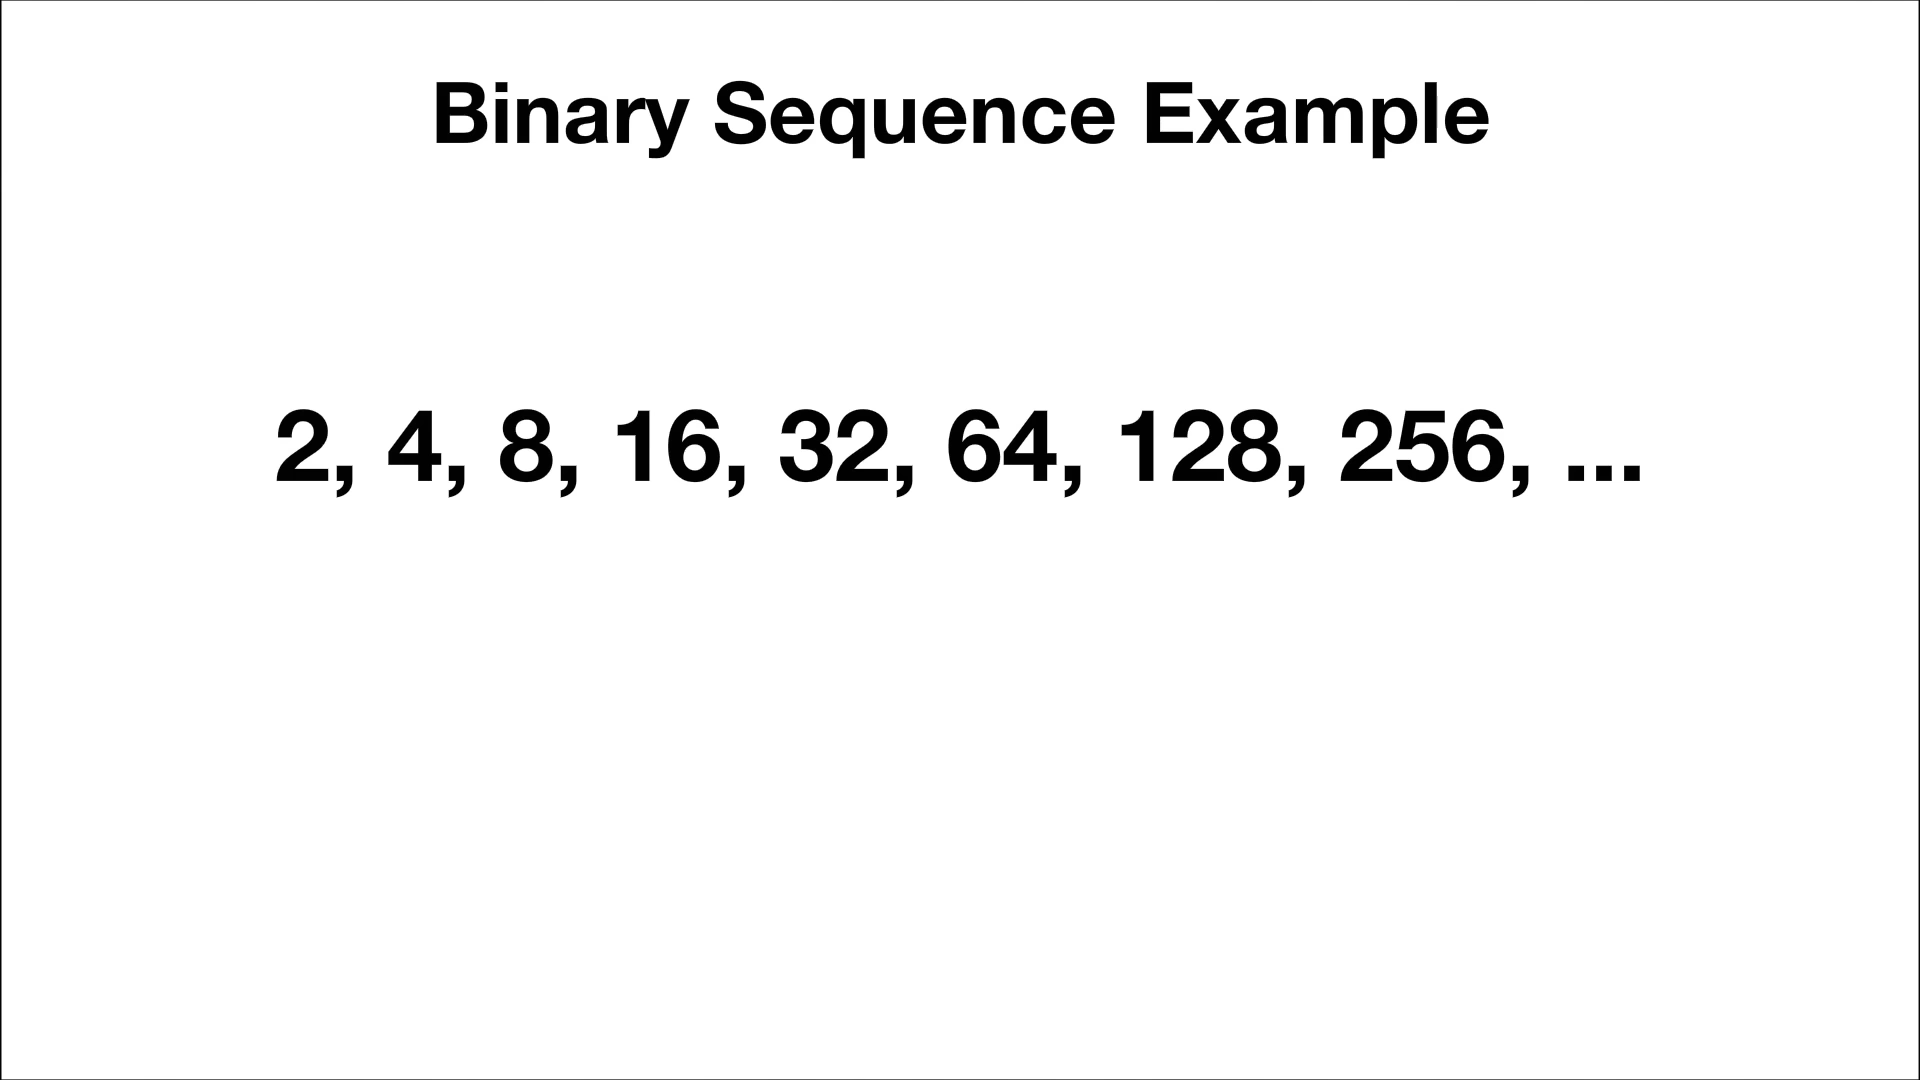 Binary Sequence Example
2, 4, 8, 16, 32, 64, 128, 256, ...